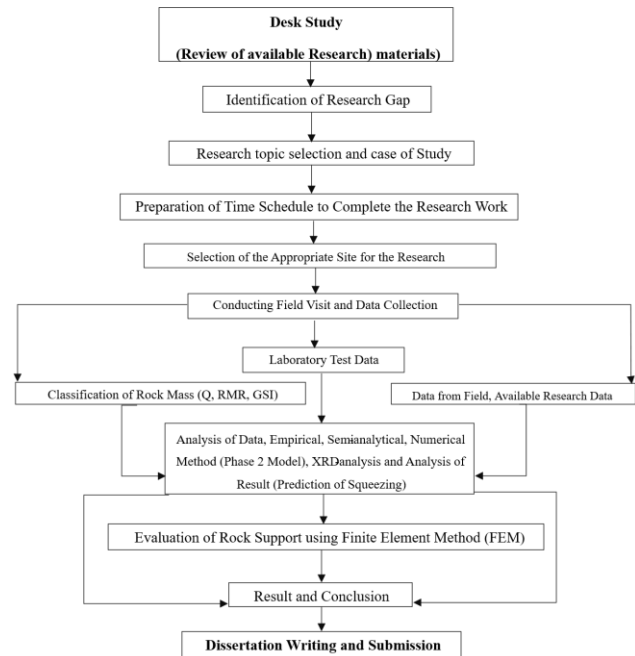 Desk Study
(Review of available Research) materials)
Identification of Research Gap
Research topic selection and case of Study
Preparation of Time Schedule to Complete the Research Work
Selection of the Appropriate Site for the Research
Conducting Field Visit and Data Collection
Laboratory Test Data
Classification of Rock Mass (Q, RMR, GSI)
Data from Field, Available Research Data
Analysis of Data, Empirical, Semianalytical, Numerical
Method (Phase 2 Model), XRDanalysis and Analysis of
Result (Prediction of Squeezing)
Evaluation of Rock Support using Finite Element Method (FEM)
Result and Conclusion
Dissertation Writing and Submission